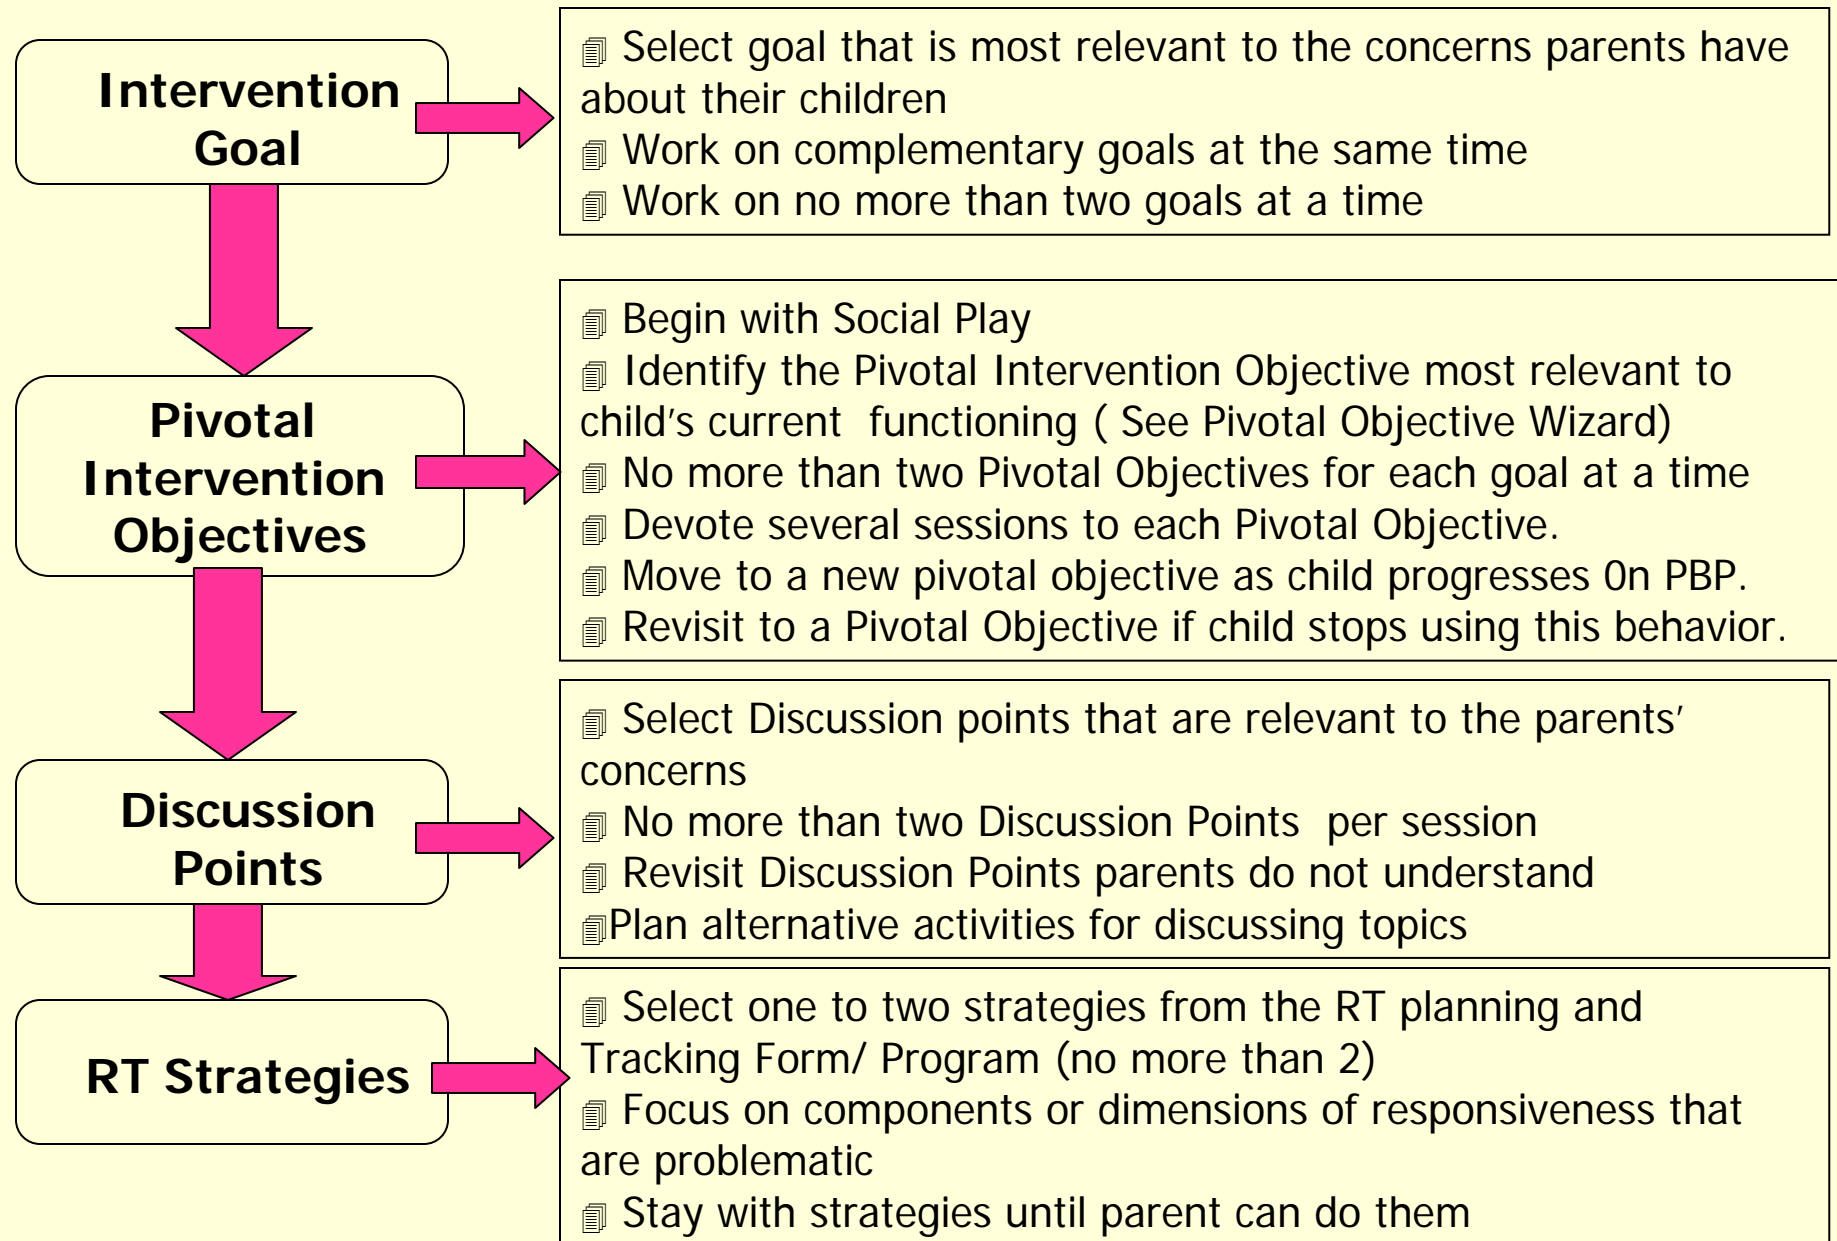 Intervention
Goal
Select goal that is most relevant to the concerns parents have
about their children
Work on complementary goals at the same time
Work on no more than two goals at a time
Pivotal
Intervention
Objectives
Begin with Social Play
Identify the Pivotal Intervention Objective most relevant to
child's current functioning ( See Pivotal Objective Wizard)
No more than two Pivotal Objectives for each goal at a time
Devote several sessions to each Pivotal Objective.
Move to a new pivotal objective as child progresses 0n PBP.
Revisit to a Pivotal Objective if child stops using this behavior.
Discussion
Points
Select Discussion points that are relevant to the parents'
concerns
No more than two Discussion Points per session
Revisit Discussion Points parents do not understand
Plan alternative activities for discussing topics
RT Strategies
Select one to two strategies from the RT planning and
Tracking Form/ Program (no more than 2)
Focus on components or dimensions of responsiveness that
are problematic
Stay with strategies until parent can do them